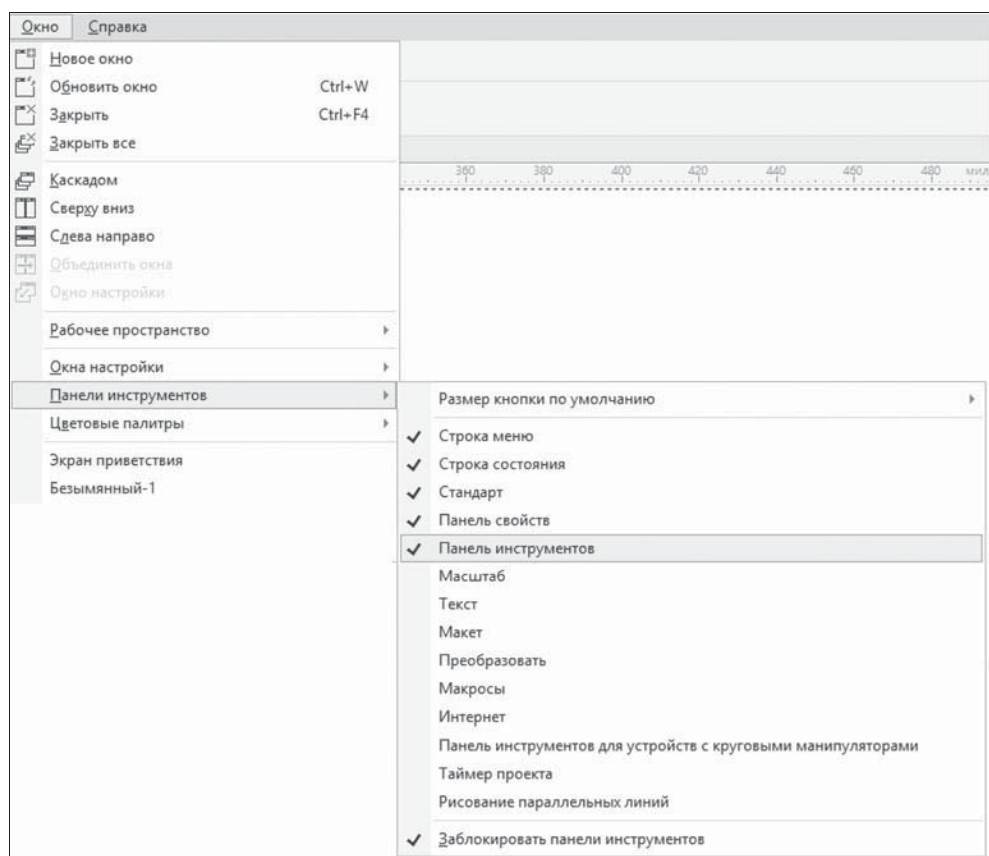 Окно Справка
Новое окно
Обновить окно Ctrl+W
Закрыть Ctrl+F4
Закрыть все
360 380 400 420 440 460 480 мил
Каскадом
Сверху вниз
Слева направо
Объединить окна
Окно настройки
Рабочее пространство
Окна настройки
Панели инструментов
Размер кнопки по умолчанию
Цветовые палитры
Строка меню
Экран приветствия
Строка состояния
Безымянный-1
Стандарт
Панель свойств
Панель инструментов
Масштаб
Текст
Макет
Преобразовать
Макросы
Интернет
Панель инструментов для устройств с круговыми манипуляторами
Таймер проекта
Рисование параллельных линий
Заблокировать панели инструментов